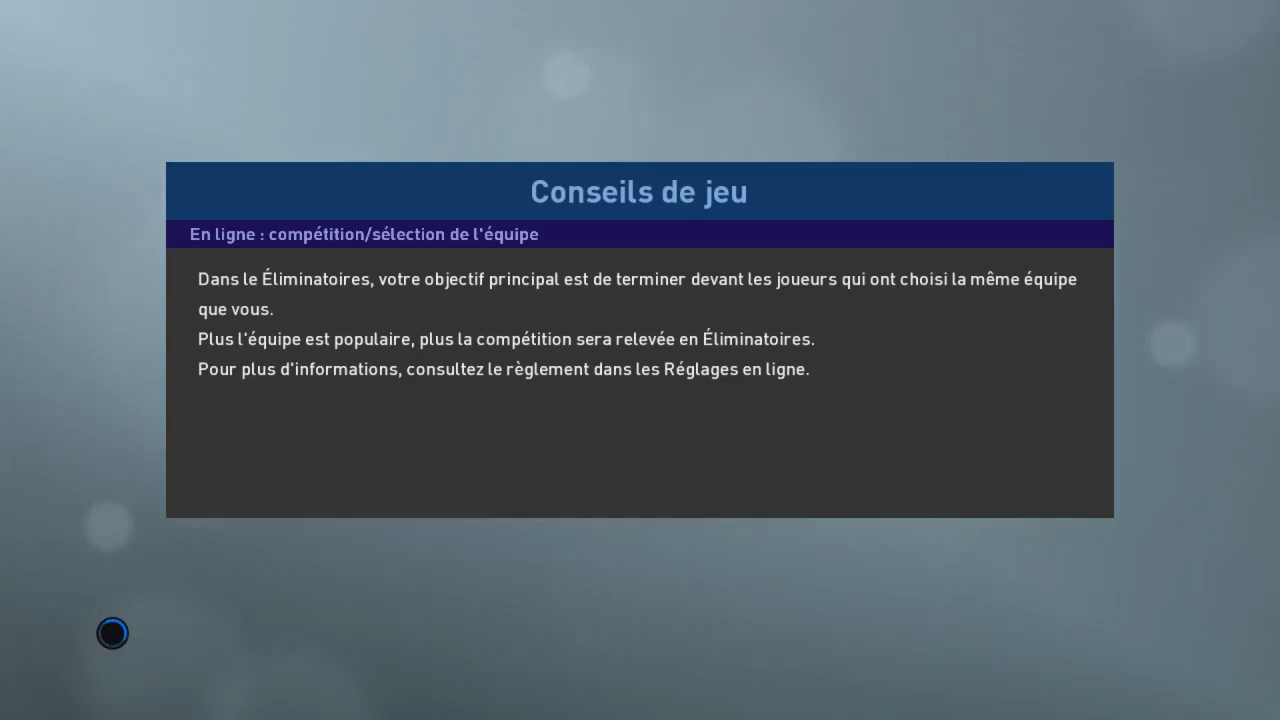 Conseils de jeu
En ligne : compétition/sélection de l'équipe
Dans le Éliminatoires, votre objectif principal est de terminer devant les joueurs qui ont choisi la même équipe
que vous.
Plus l'équipe est populaire, plus la compétition sera relevée en Éliminatoires.
Pour plus d'informations, consultez le règlement dans les Réglages en ligne.